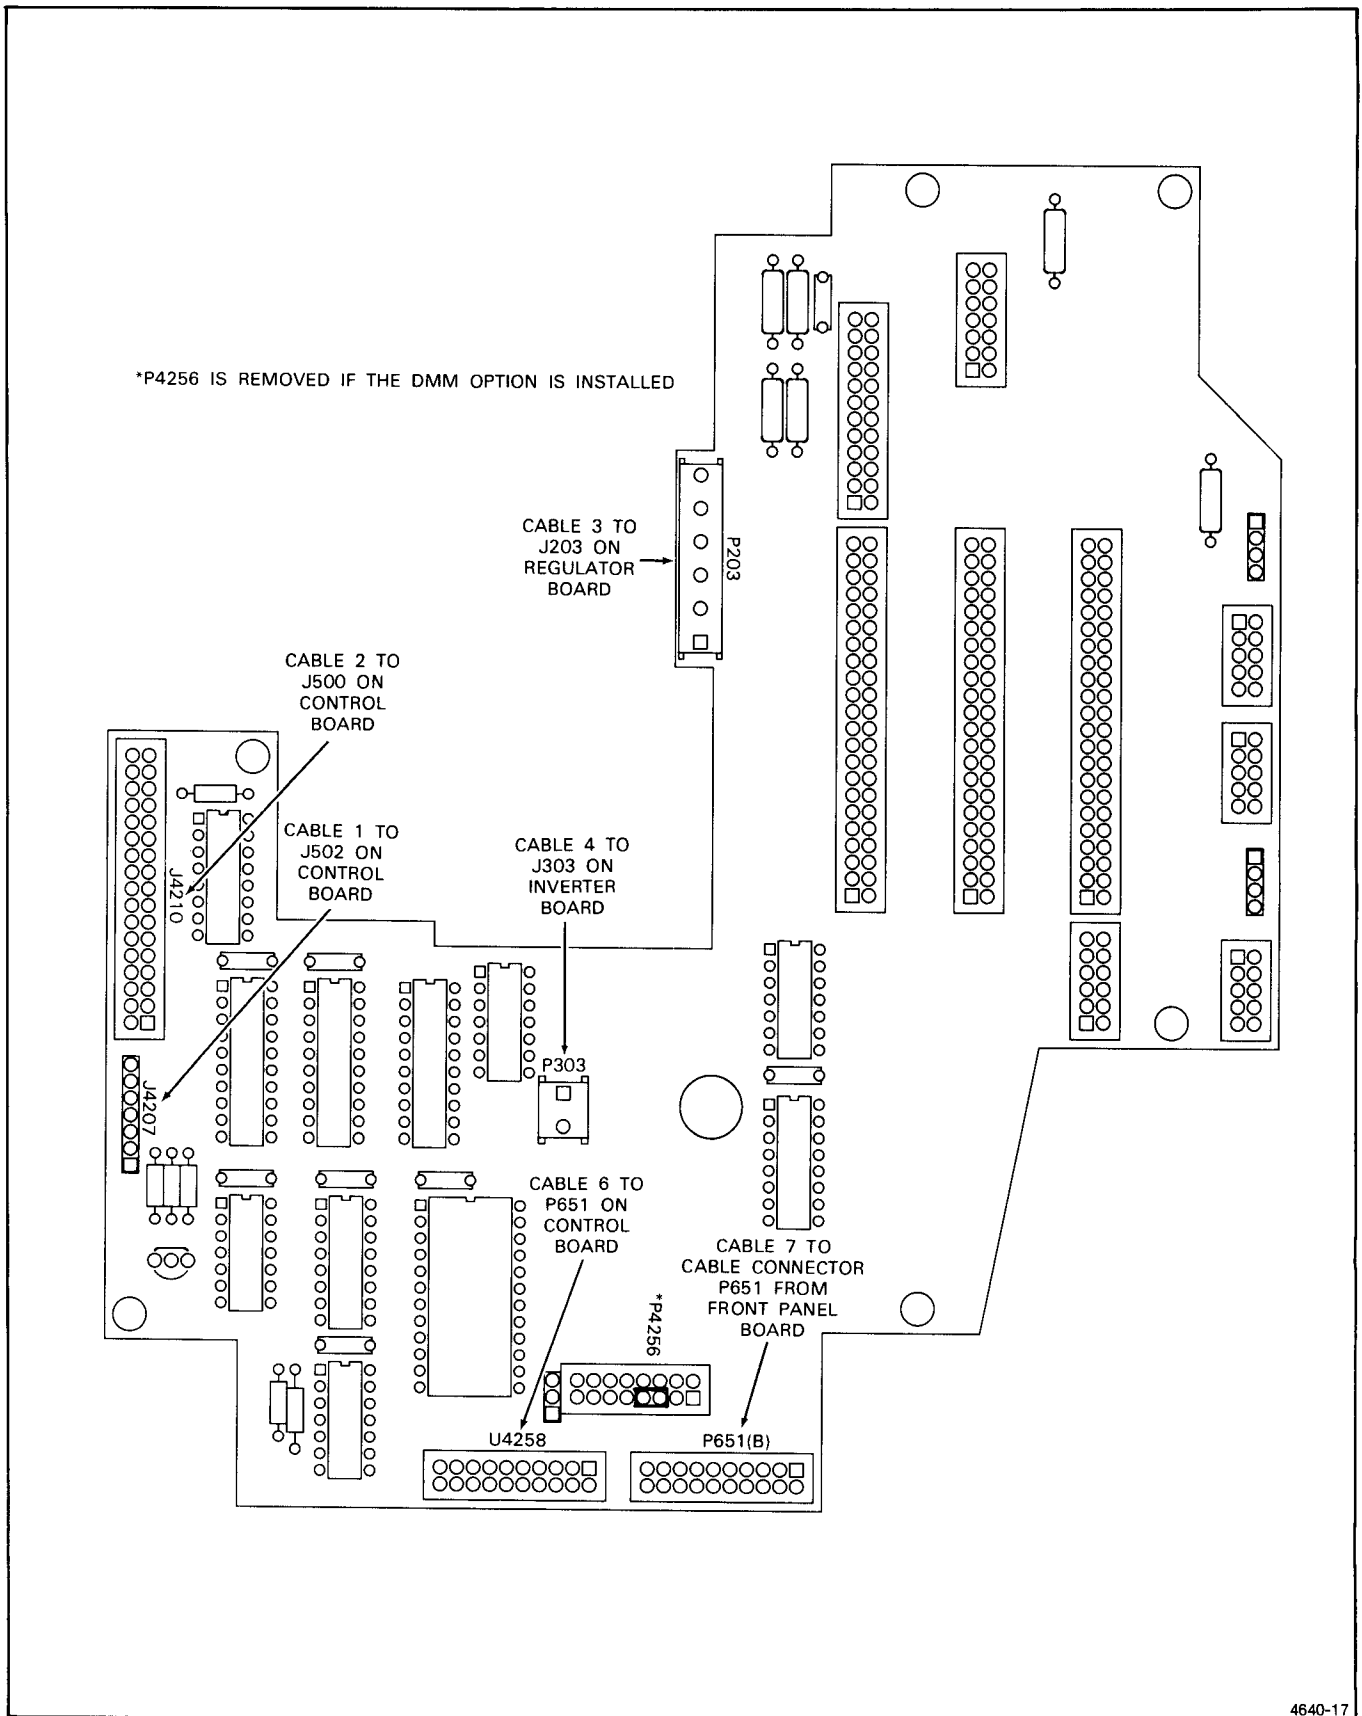 *P4256 IS REMOVED IF THE DMM OPTION IS INSTALLED
CABLE 3 TO
J203 ON
REGULATOR
BOARD
P203
CABLE 2 TO
J500 ON
CONTROL
BOARD
J4210
CABLE 1 TO
J502 ON
CONTROL
BOARD
J4207
CABLE 4 TO
J303 ON
INVERTER
BOARD
P303
CABLE 6 TO
P651 ON
CONTROL
BOARD
CABLE 7 TO
CABLE CONNECTOR
P651 FROM
FRONT PANEL
BOARD
*P4256
U4258
P651(B)
4640-17